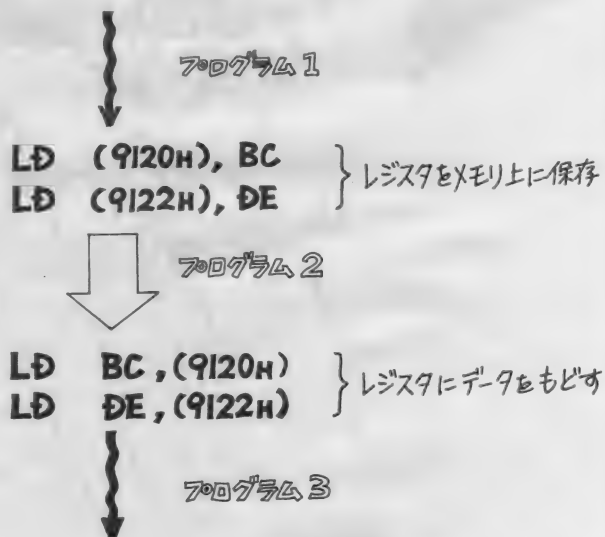 プログラム1
LD (9120H), BC
LD (9122H), DE
レジスタをメモリ上に保存
プログラム2
LD BC, (9120H)
LD DE, (9122H)
レジスタにデータをもどす
プログラム3